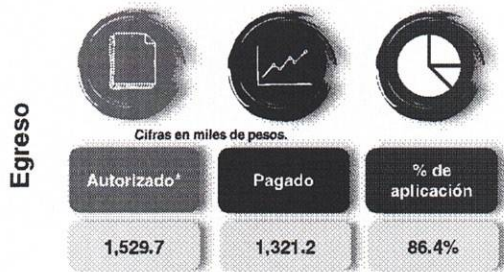 Egreso
Cifras en miles de pesos.
Autorizado*
Pagado
% de
aplicación
1,529.7
1,321.2
86.4%